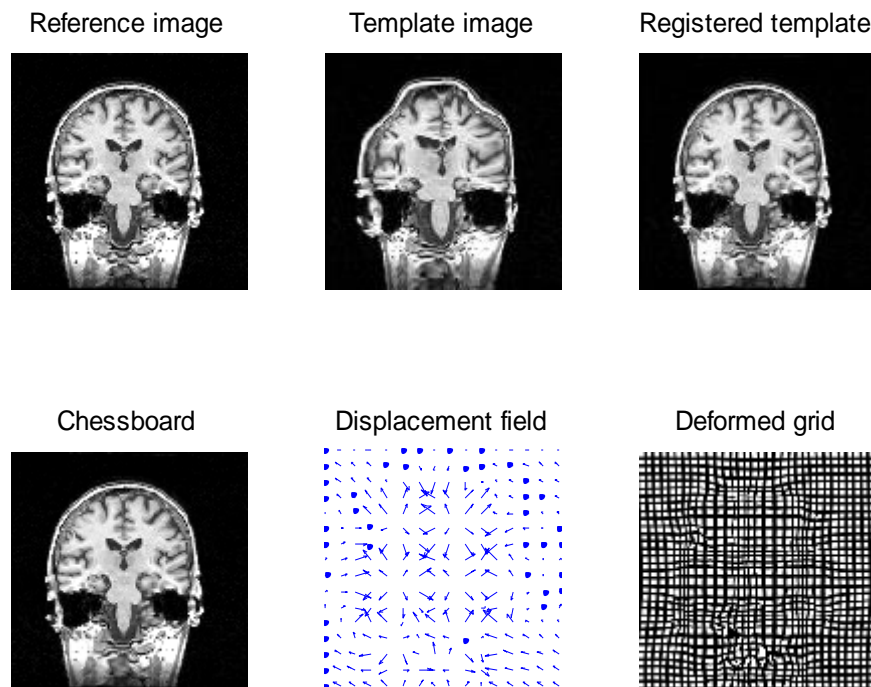 Reference image
Template image
Registered template
Chessboard
Displacement field
Deformed grid